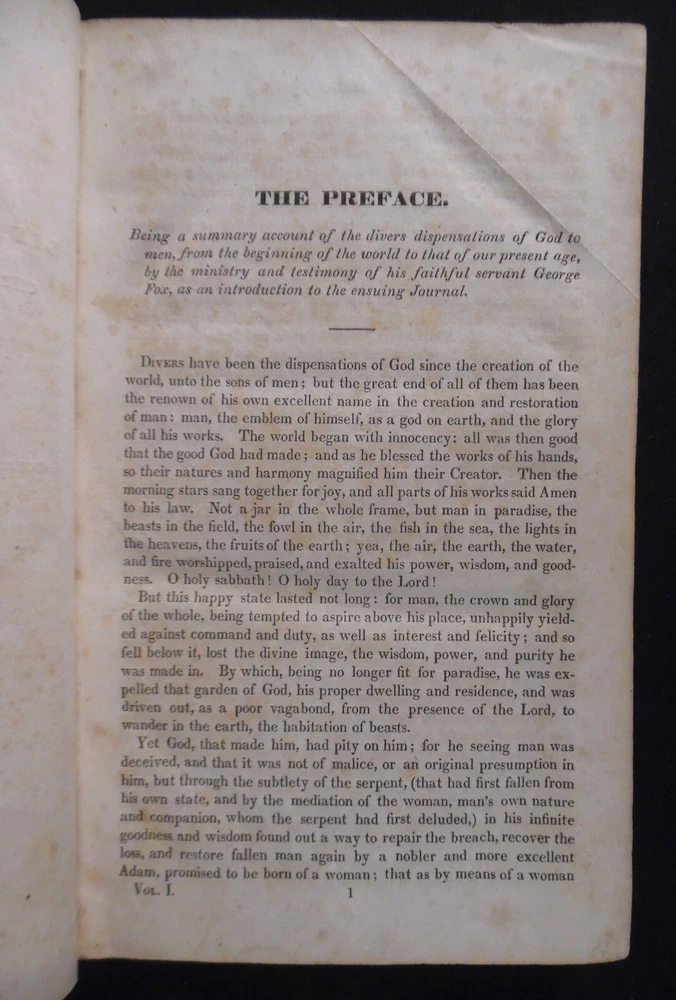 THE PREFACE.
Being a summary account of the divers dispensations of God to
men, from the beginning of the world to that of our present age,
by the ministry and testimony of his faithful servant George
Fox, as an introduction to the ensuing Journal.
DIVERS have been the dispensations of God since the creation of the
world, unto the sons of men; but the great end of all of them has been
the renown of his own excellent name in the creation and restoration
of man: man, the emblem of himself, as a god on earth, and the glory
of all his works. The world began with innocency: all was then good
that the good God had made; and as he blessed the works of his hands,
so their natures and harmony magnified him their Creator. Then the
morning stars sang together for joy, and all parts of his works said Amen
to his law. Not a jar in the whole frame, but man in paradise, the
beasts in the field, the fowl in the air, the fish in the sea, the lights in
the heavens, the fruits of the earth; yea, the air, the earth, the water,
and fire worshipped, praised, and exalted his power, wisdom, and good-
ness. O holy sabbath! O holy day to the Lord!
But this happy state lasted not long: for man, the crown and glory
of the whole, being tempted to aspire above his place, unhappily yield-
ed against command and duty, as well as interest and felicity; and so
fell below it, lost the divine image, the wisdom, power, and purity he
was made in. By which, being no longer fit for paradise, he was ex-
pelled that garden of God, his proper dwelling and residence, and was
driven out, as a poor vagabond, from the presence of the Lord, to
wander in the earth, the habitation of beasts.
Yet God, that made him, had pity on him; for he seeing man was
deceived, and that it was not of malice, or an original presumption in
him, but through the subtlety of the serpent, (that had first fallen from
his own state, and by the mediation of the woman, man's own nature
and companion, whom the serpent had first deluded,) in his infinite
goodness and wisdom found out a way to repair the breach, recover the
loss, and restore fallen man again by a nobler and more excellent
Adam, promised to be born of a woman; that as by means of a woman
VOL. I. 1